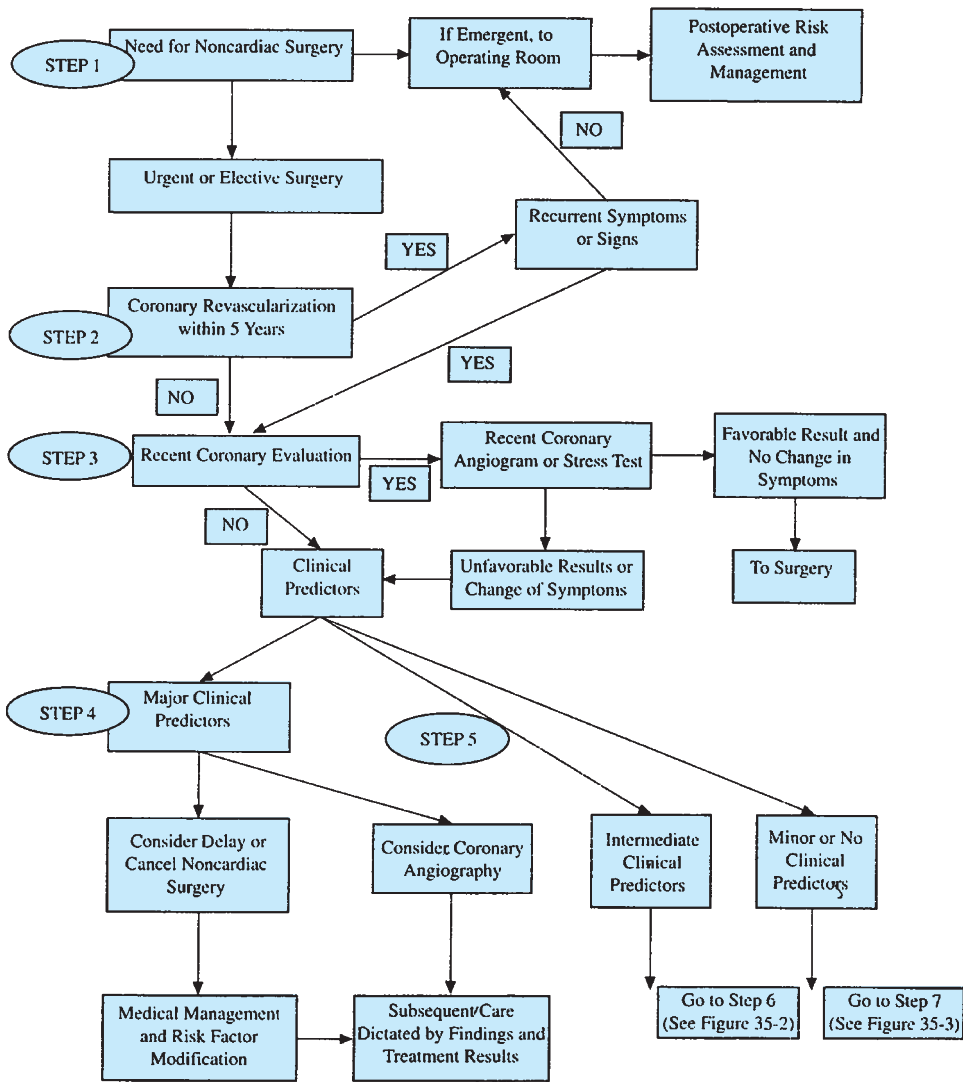 STEP 1
Need for Noncardiac Surgery
If Emergent, to
Operating Room
Postoperative Risk
Assessment and
Management
NO
Urgent or Elective Surgery
YES
Recurrent Symptoms
or Signs
STEP 2
Coronary Revascularization
within 5 Years
NO
YES
STEP 3
Recent Coronary Evaluation
YES
Recent Coronary
Angiogram or Stress Test
Favorable Result and
No Change in
Symptoms
NO
Clinical
Predictors
Unfavorable Results or
Change of Symptoms
To Surgery
STEP 4
Major Clinical
Predictors
STEP 5
Consider Delay or
Cancel Noncardiac
Surgery
Consider Coronary
Angiography
Intermediate
Clinical
Predictors
Minor or No
Clinical
Predictors
Medical Management
and Risk Factor
Modification
Subsequent/Care
Dictated by Findings and
Treatment Results
Go to Step 6
(See Figure 35-2)
Go to Step 7
(See Figure 35-3)